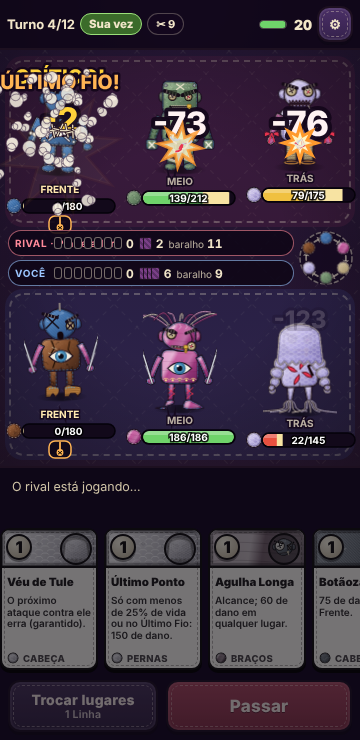 Turno 4/12 Sua vez ✂ 9 20
ÚLTIMO FIO!
-73
-76
FRENTE
/180
MEIO
139/212
TRÁS
79/175
RIVAL 0 2 baralho 11
VOCÊ 0 6 baralho 9
-123
FRENTE
0/180
MEIO
186/186
TRÁS
22/145
O rival está jogando...
1
Véu de Tule
O próximo
ataque contra ele
erra (garantido).
CABEÇA
1
Último Ponto
Só com menos
de 25% de vida
ou no Último Fio:
150 de dano.
PERNAS
1
Agulha Longa
Alcance; 60 de
dano em
qualquer lugar.
BRAÇOS
1
Botãoz
75 de da
Frente.
CABE
Trocar lugares
1 Linha
Passar